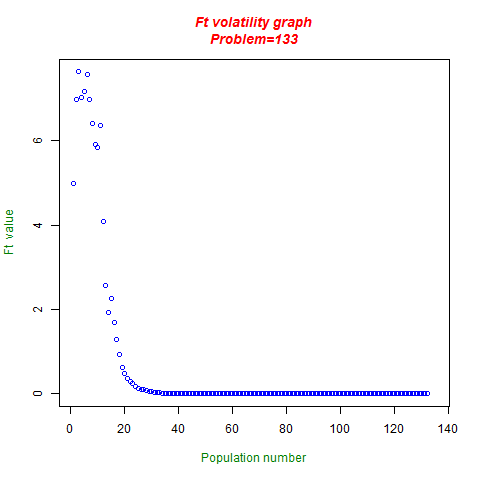 Ft volatility graph
Problem=133
6
4
2
0
Ft value
0 20 40 60 80 100 120 140
Population number